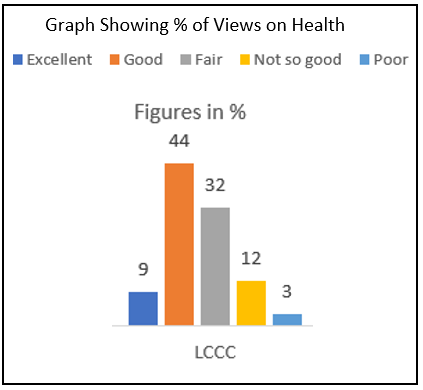 Graph Showing % of Views on Health
Excellent Good Fair Not so good Poor
Figures in %
44
32
12
9
3
LCCC